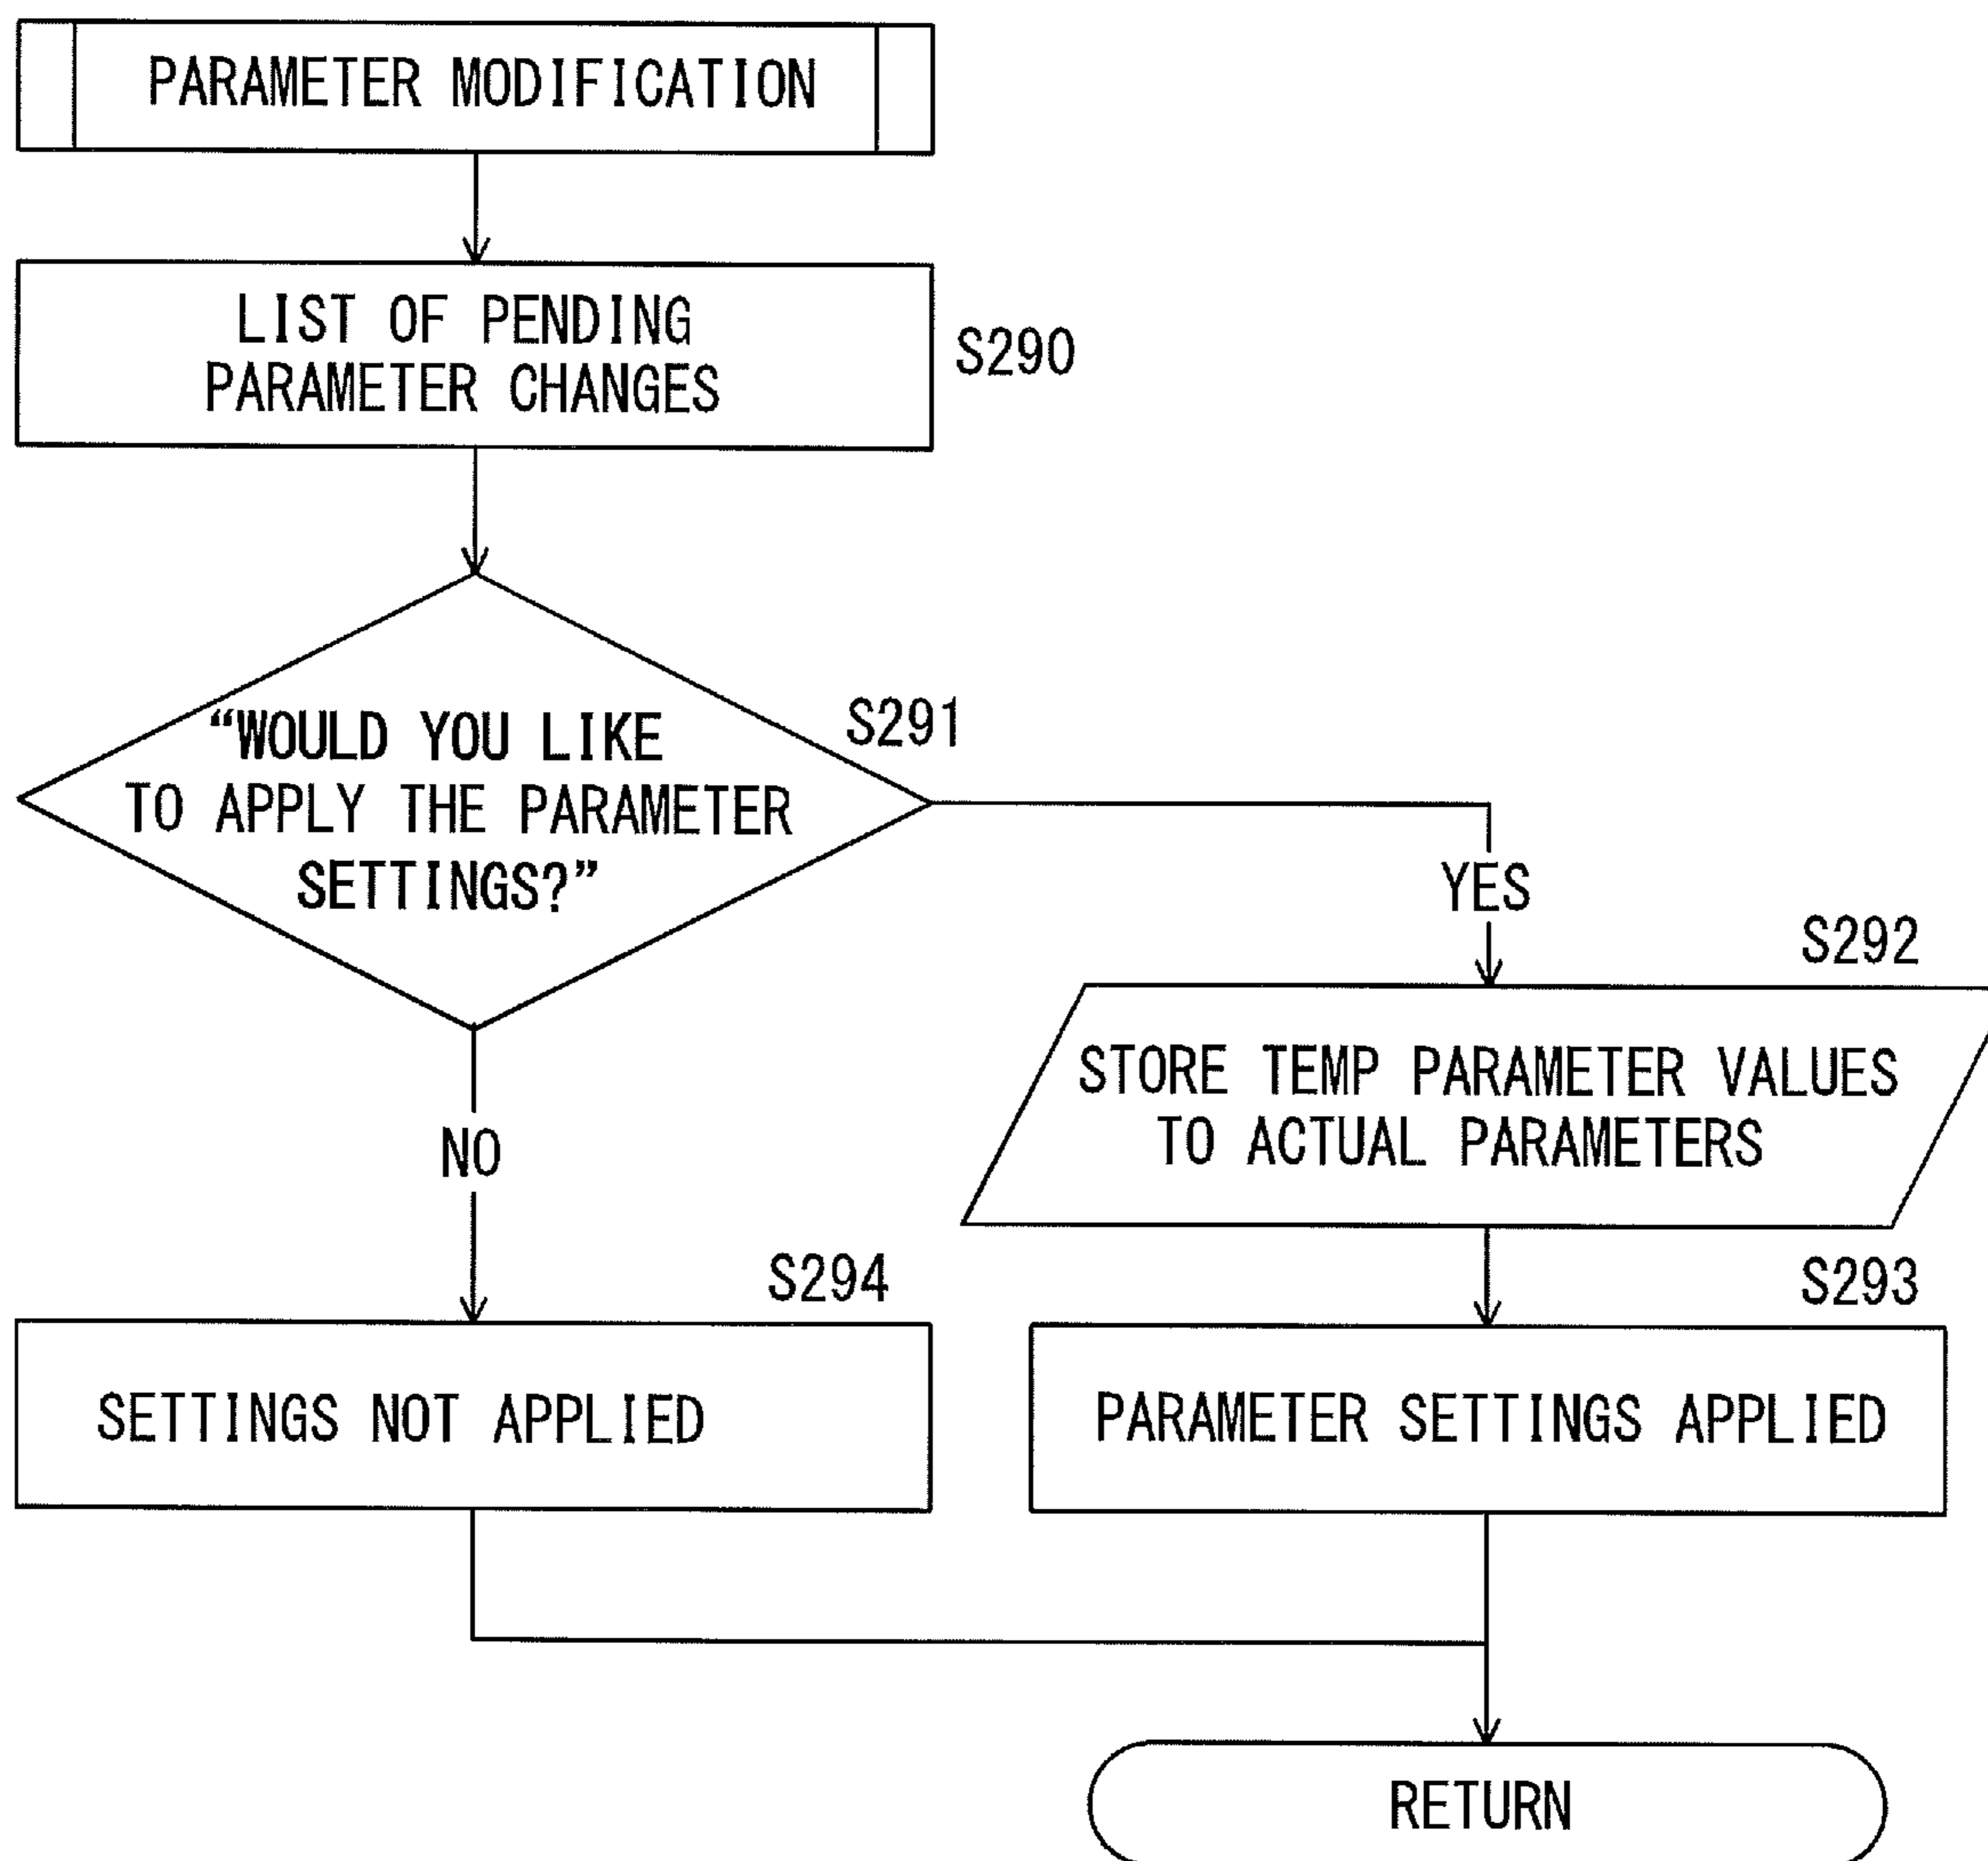 PARAMETER MODIFICATION
LIST OF PENDING
PARAMETER CHANGES
S290
“WOULD YOU LIKE
TO APPLY THE PARAMETER
SETTINGS?”
S291
YES
S292
STORE TEMP PARAMETER VALUES
TO ACTUAL PARAMETERS
NO
S294
S293
SETTINGS NOT APPLIED
PARAMETER SETTINGS APPLIED
RETURN